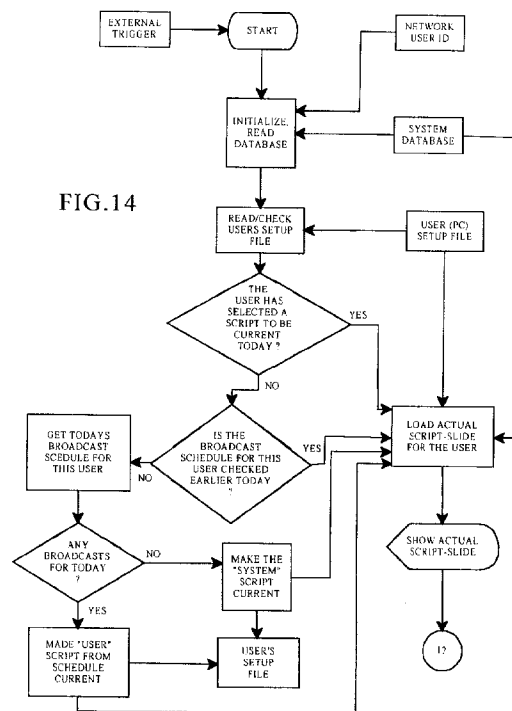 EXTERNAL
TRIGGER
START
NETWORK
USER ID
INITIALIZE,
READ
DATABASE
SYSTEM
DATABASE
FIG.14
READ/CHECK
USERS SETUP
FILE
USER (PC)
SETUP FILE
THE
USER HAS
SELECTED A
SCRIPT TO BE
CURRENT
TODAY ?
YES
NO
GET TODAYS
BROADCAST
SCEDULE FOR
THIS USER
NO
IS THE
BROADCAST
SCHEDULE FOR THIS
USER CHECKED
EARLIER TODAY
?
YES
LOAD ACTUAL
SCRIPT-SLIDE
FOR THE USER
ANY
BROADCASTS
FOR TODAY
?
NO
YES
MAKE THE
"SYSTEM"
SCRIPT
CURRENT
SHOW ACTUAL
SCRIPT-SLIDE
MADE "USER"
SCRIPT FROM
SCHEDULE
CURRENT
USER'S
SETUP
FILE